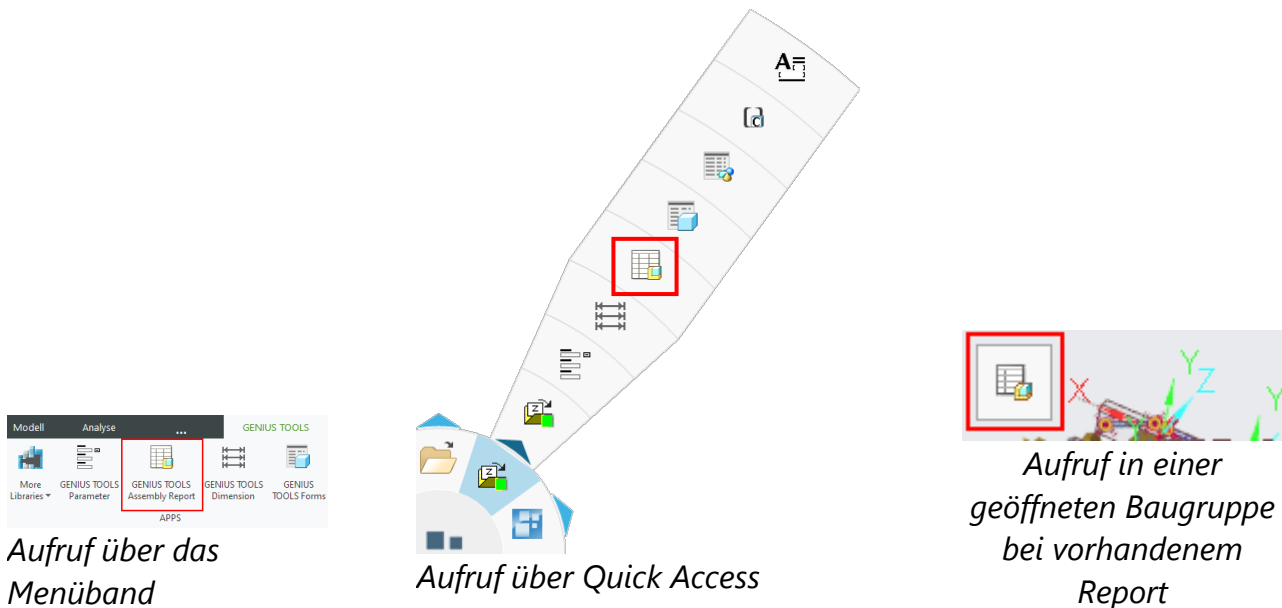 Modell Analyse ... GENIUS TOOLS
More Libraries
GENIUS TOOLS Parameter
GENIUS TOOLS Assembly Report
GENIUS TOOLS Dimension
GENIUS TOOLS Forms
APPS
Aufruf über das
Menüband
A
c
z
z
Aufruf über Quick Access
X
Y
Z
Y
Aufruf in einer
geöffneten Baugruppe
bei vorhandenem
Report